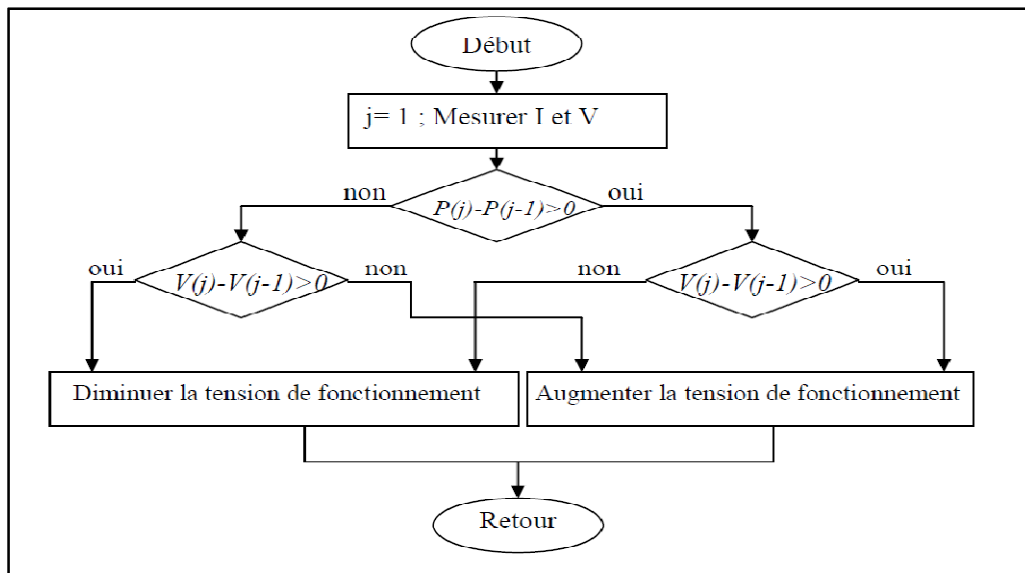 Début
j= 1 ; Mesurer I et V
non
oui
P(j)-P(j-1)>0
oui
V(j)-V(j-1)>0
non
non
V(j)-V(j-1)>0
oui
Diminuer la tension de fonctionnement
Augmenter la tension de fonctionnement
Retour